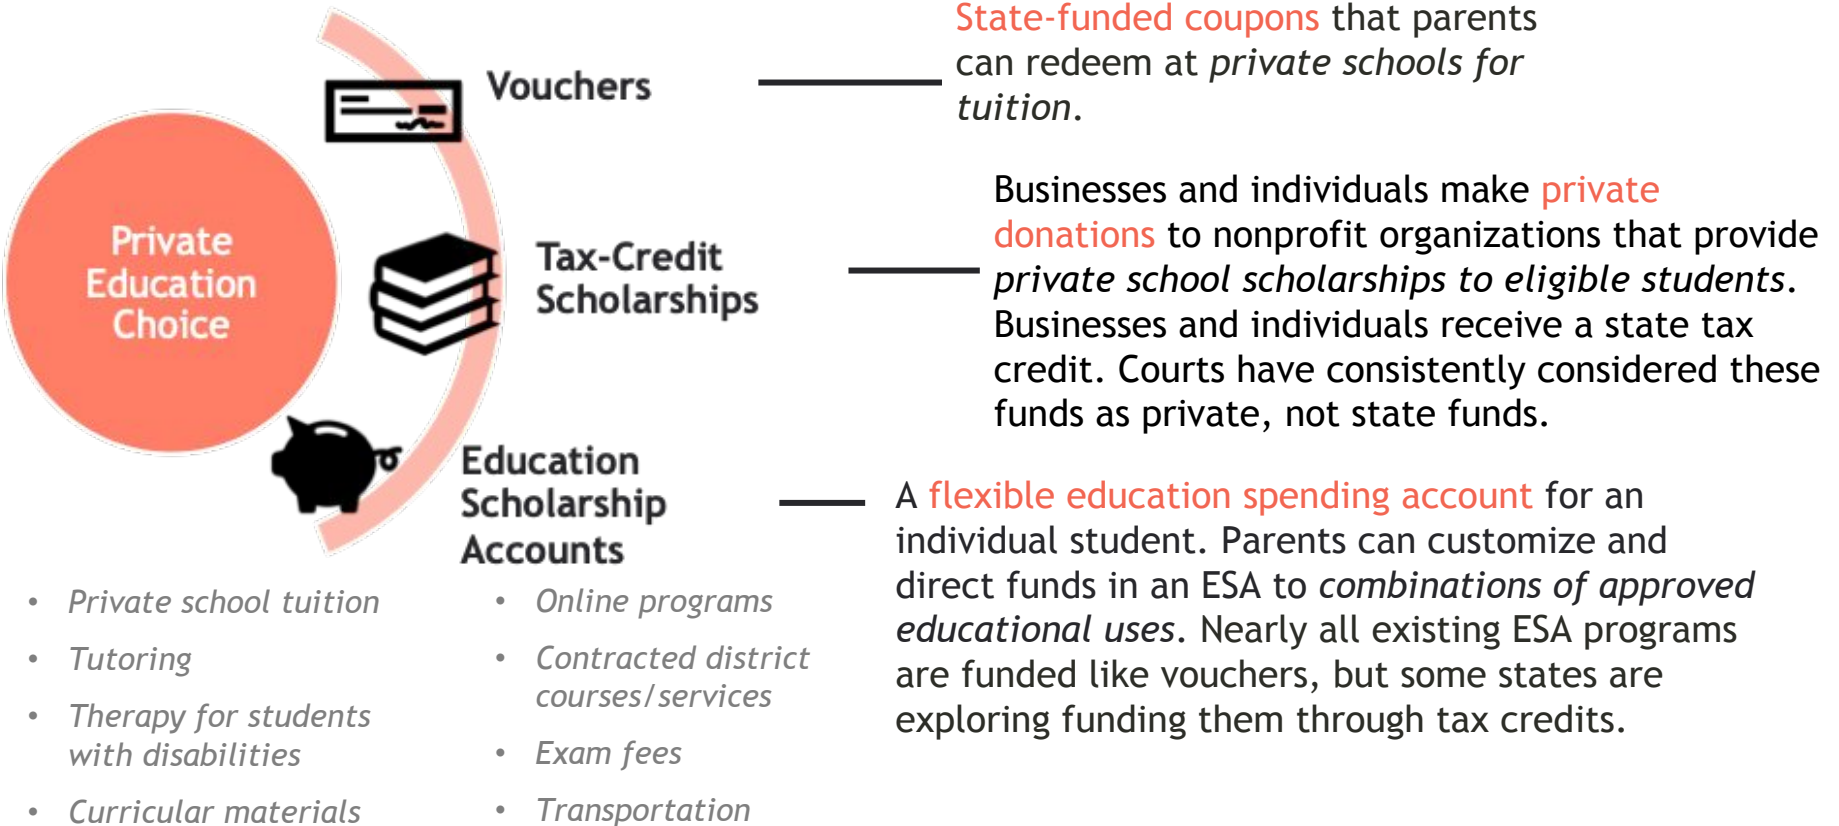 Private
Education
Choice
Vouchers
State-funded coupons that parents
can redeem at private schools for
tuition.
Tax-Credit
Scholarships
Businesses and individuals make private
donations to nonprofit organizations that provide
private school scholarships to eligible students.
Businesses and individuals receive a state tax
credit. Courts have consistently considered these
funds as private, not state funds.
Education
Scholarship
Accounts
A flexible education spending account for an
individual student. Parents can customize and
direct funds in an ESA to combinations of approved
educational uses. Nearly all existing ESA programs
are funded like vouchers, but some states are
exploring funding them through tax credits.
• Private school tuition
• Tutoring
• Therapy for students
with disabilities
• Curricular materials
• Online programs
• Contracted district
courses/services
• Exam fees
• Transportation